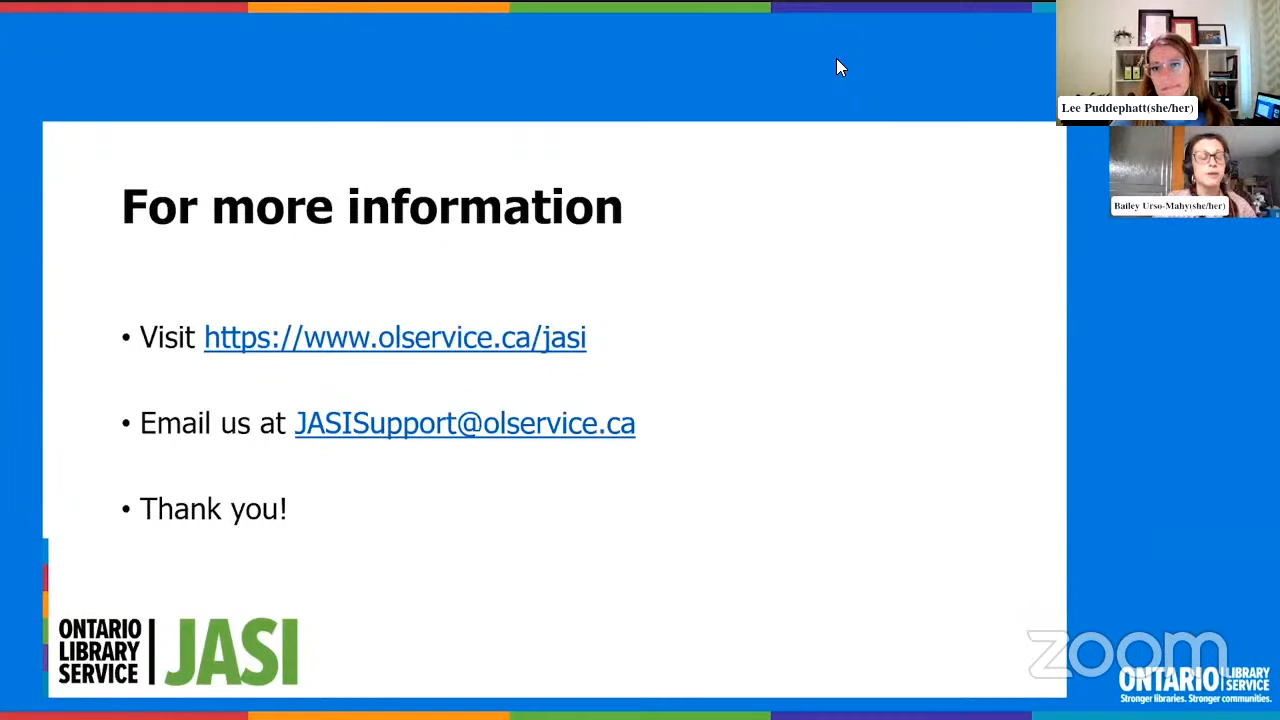 Lee Puddephatt(she/her)
Bailey Urso-Mahy(she/her)
For more information
• Visit https://www.olservice.ca/jasi
• Email us at JASISupport@olservice.ca
• Thank you!
ONTARIO
LIBRARY
SERVICE
JASI
zoom
ONTARIO
LIBRARY
SERVICE
Stronger libraries. Stronger communities.